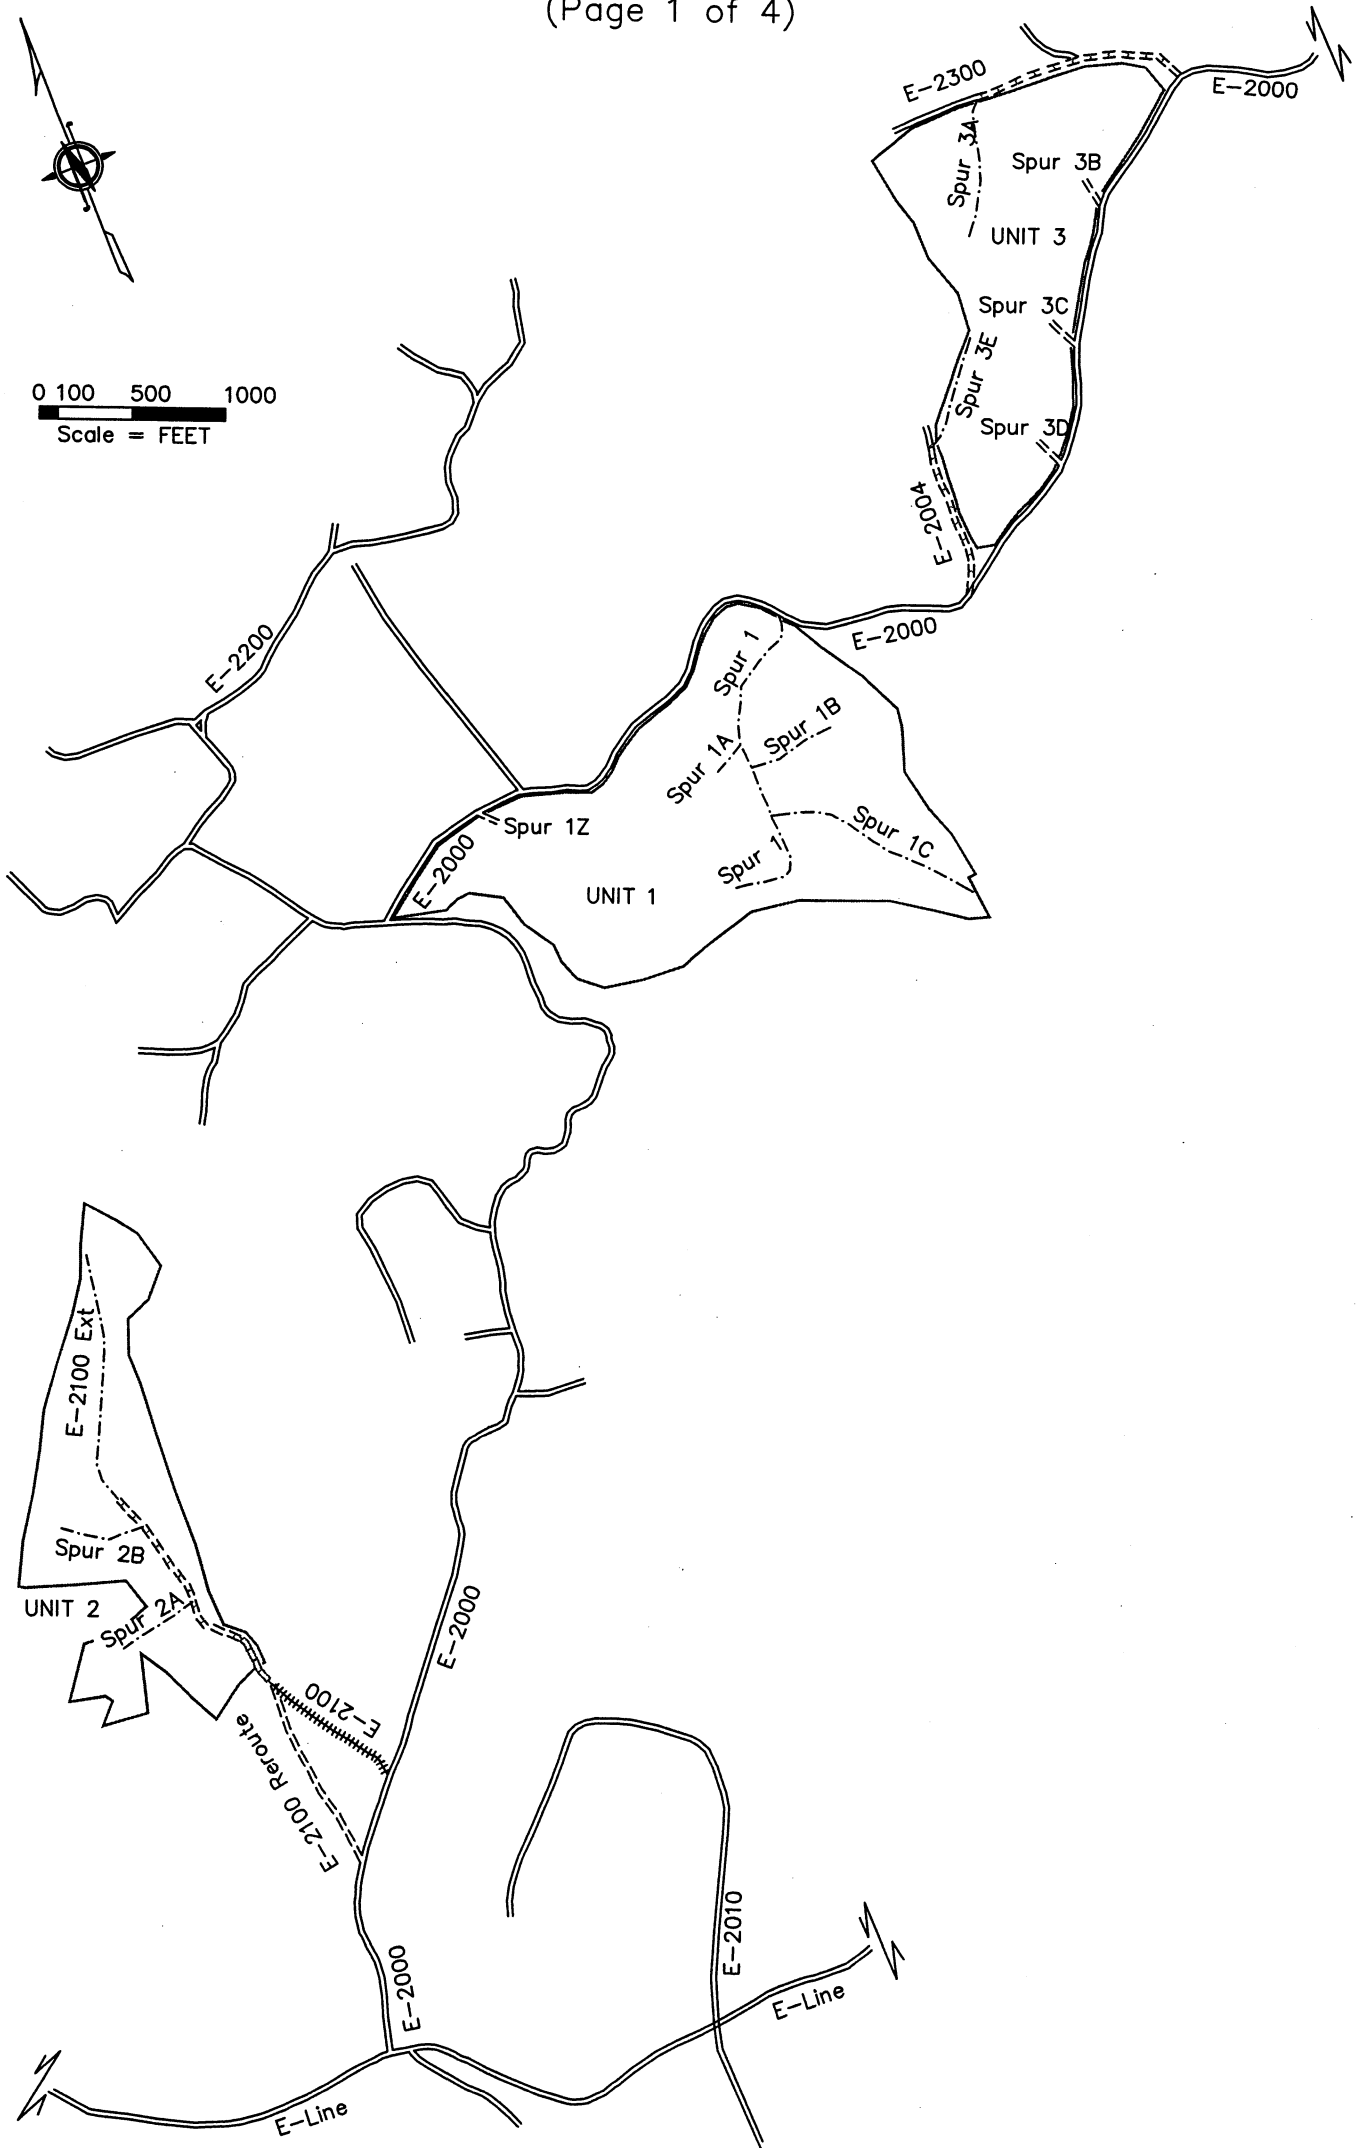 (Page 1 of 4)
E-2300
E-2000
Spur 3A
Spur 3B
UNIT 3
Spur 3C
Spur 3E
Spur 3D
0 100 500 1000
Scale = FEET
E-2004
E-2000
E-2200
Spur 1
Spur 1B
Spur 1A
Spur 1Z
E-2000
Spur 1C
Spur 1
UNIT 1
E-2100 Ext
Spur 2B
UNIT 2
Spur 2A
E-2000
E-2100
E-2100 Reroute
E-2010
E-2000
E-Line
E-Line